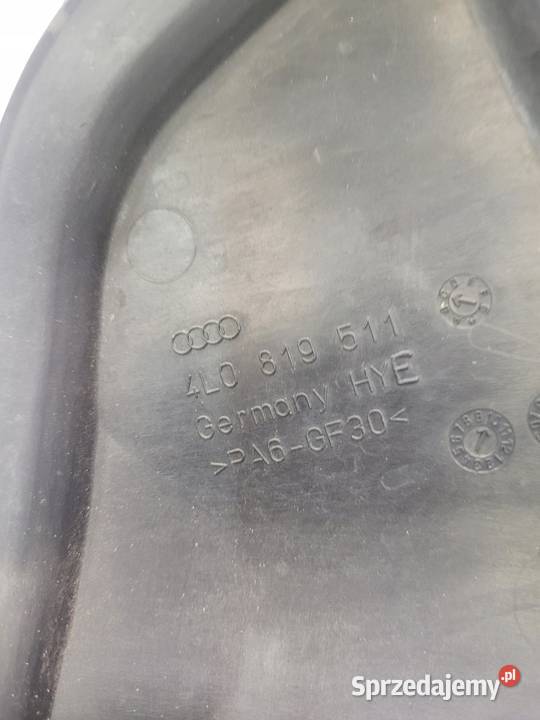 4L0 819 511
Germany HYE
>PA6-GF30<
Sprzedajemy.pl